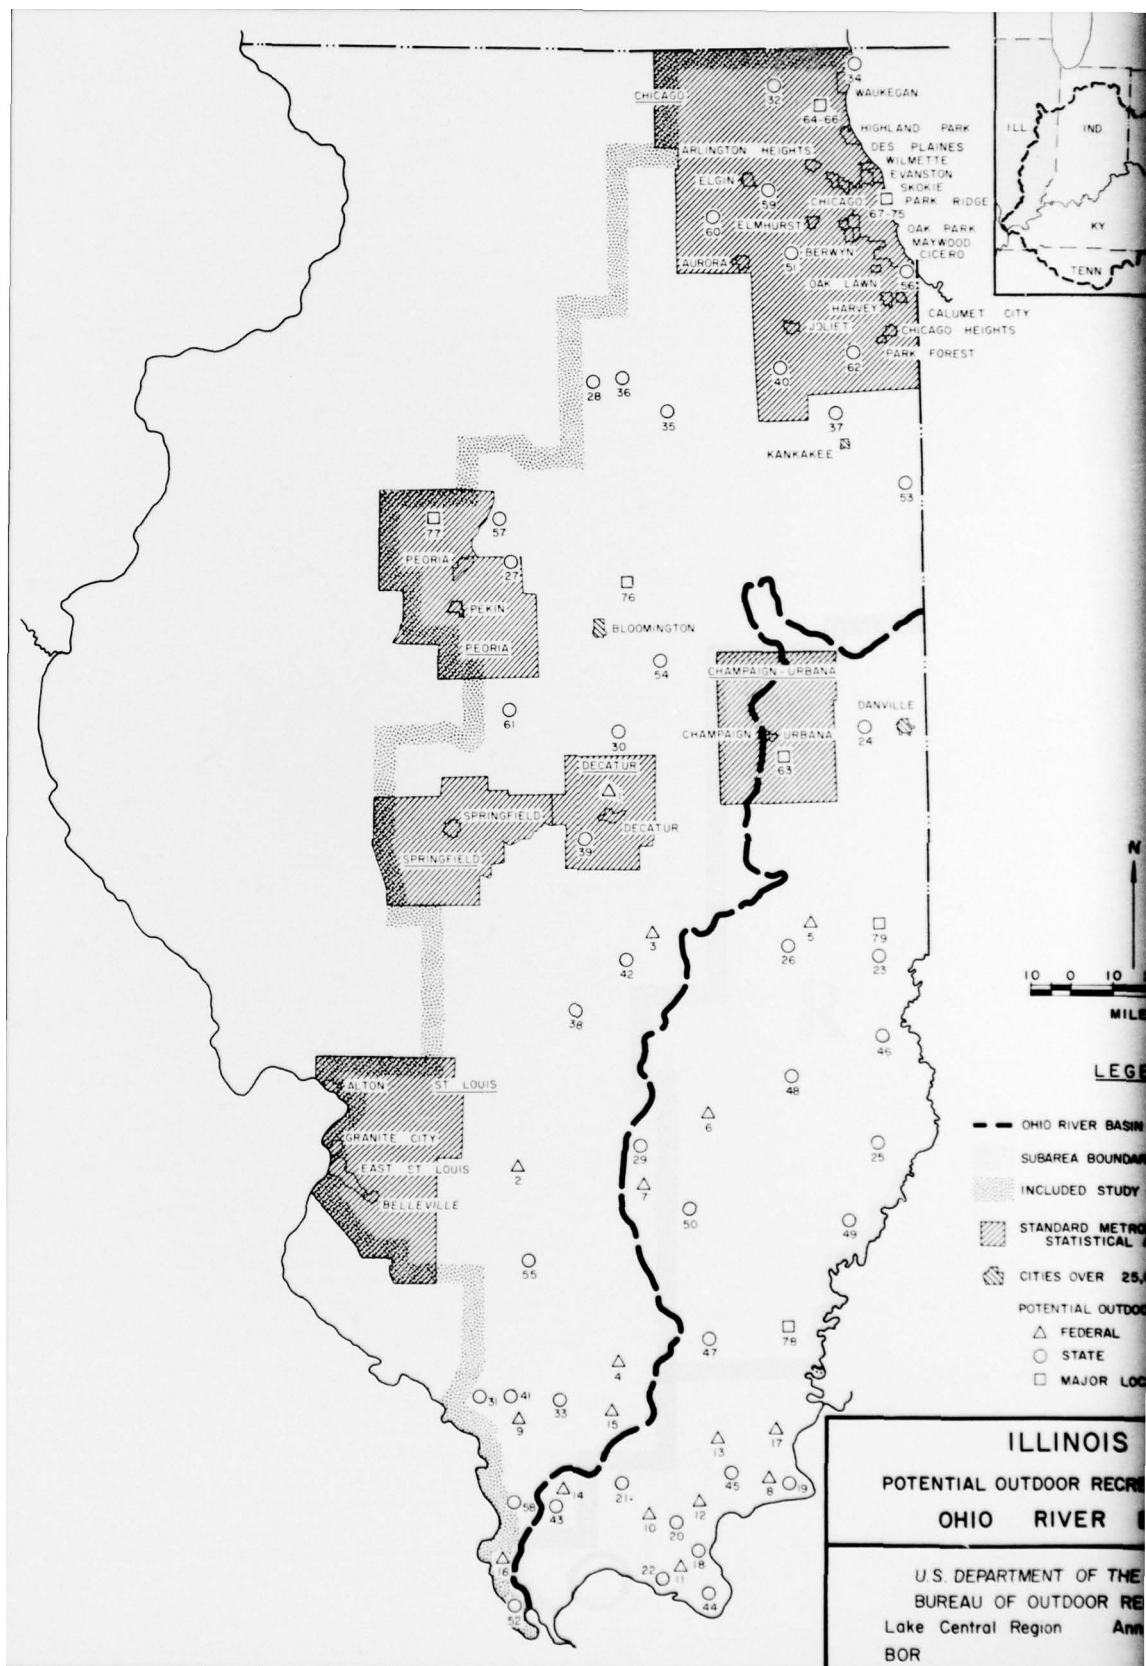 CHICAGO
32
34
WAUKEGAN
64-66
HIGHLAND PARK
ARLINGTON HEIGHTS
DES PLAINES
WILMETTE
EVANSTON
SKOKIE
ELGIN
59
CHICAGO
PARK RIDGE
67-75
60
ELMHURST
OAK PARK
MAYWOOD
CICERO
AURORA
51
BERWYN
56
OAK LAWN
HARVEY
CALUMET CITY
JOLIET
CHICAGO HEIGHTS
PARK FOREST
62
40
28
36
35
37
KANKAKEE
53
77
57
PEORIA
27
76
PEKIN
BLOOMINGTON
PEORIA
54
CHAMPAIGN-URBANA
61
30
DANVILLE
24
CHAMPAIGN
URBANA
63
DECATUR
1
SPRINGFIELD
DECATUR
39
SPRINGFIELD
3
5
79
26
23
42
38
46
48
ALTON
ST LOUIS
6
GRANITE CITY
29
25
EAST ST LOUIS
2
7
BELLEVILLE
50
49
55
78
47
4
31
41
33
9
15
17
13
45
8
19
14
21
58
43
12
10
20
16
18
22
11
44
52
ILL
IND
KY
TENN
N
10 0 10
MILE
LEGE
OHIO RIVER BASIN
SUBAREA BOUNDAR
INCLUDED STUDY
STANDARD METRO
STATISTICAL
CITIES OVER 25,
POTENTIAL OUTDOO
FEDERAL
STATE
MAJOR LOC
ILLINOIS
POTENTIAL OUTDOOR RECRE
OHIO RIVER
U.S. DEPARTMENT OF THE
BUREAU OF OUTDOOR RE
Lake Central Region Ann
BOR